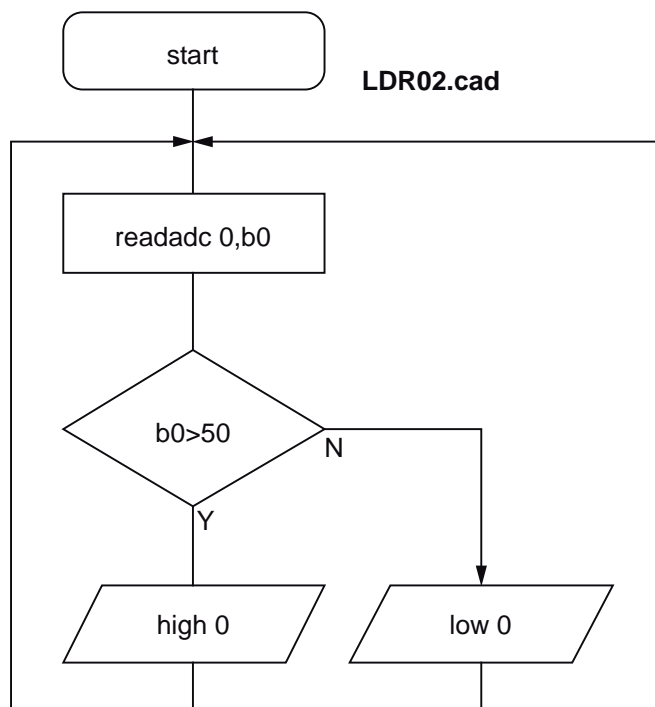 start
LDR02.cad
readadc 0,b0
b0>50
N
Y
high 0
low 0